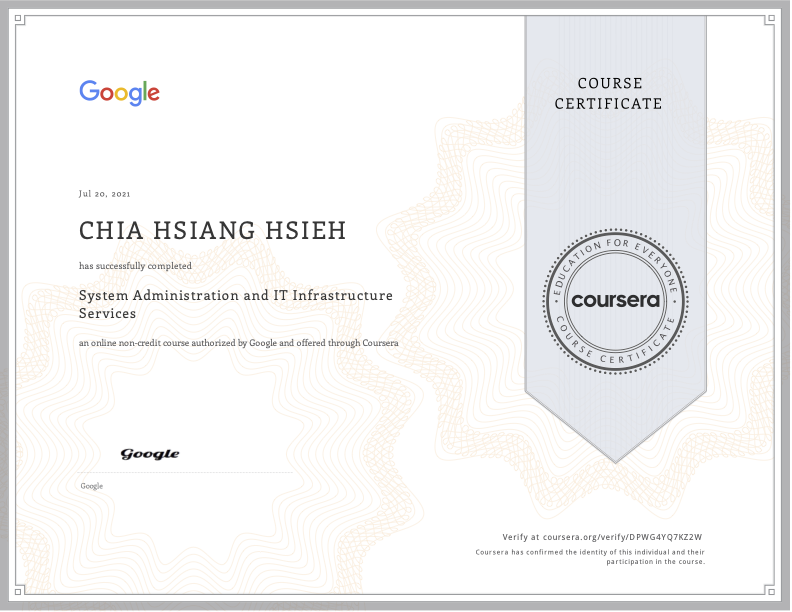 Google
COURSE
CERTIFICATE
Jul 20, 2021
CHIA HSIANG HSIEH
has successfully completed
System Administration and IT Infrastructure
Services
an online non-credit course authorized by Google and offered through Coursera
EDUCATION FOR EVERYONE
coursera
COURSE CERTIFICATE
Google
Google
Verify at coursera.org/verify/DPWG4YQ7KZ2W
Coursera has confirmed the identity of this individual and their
participation in the course.